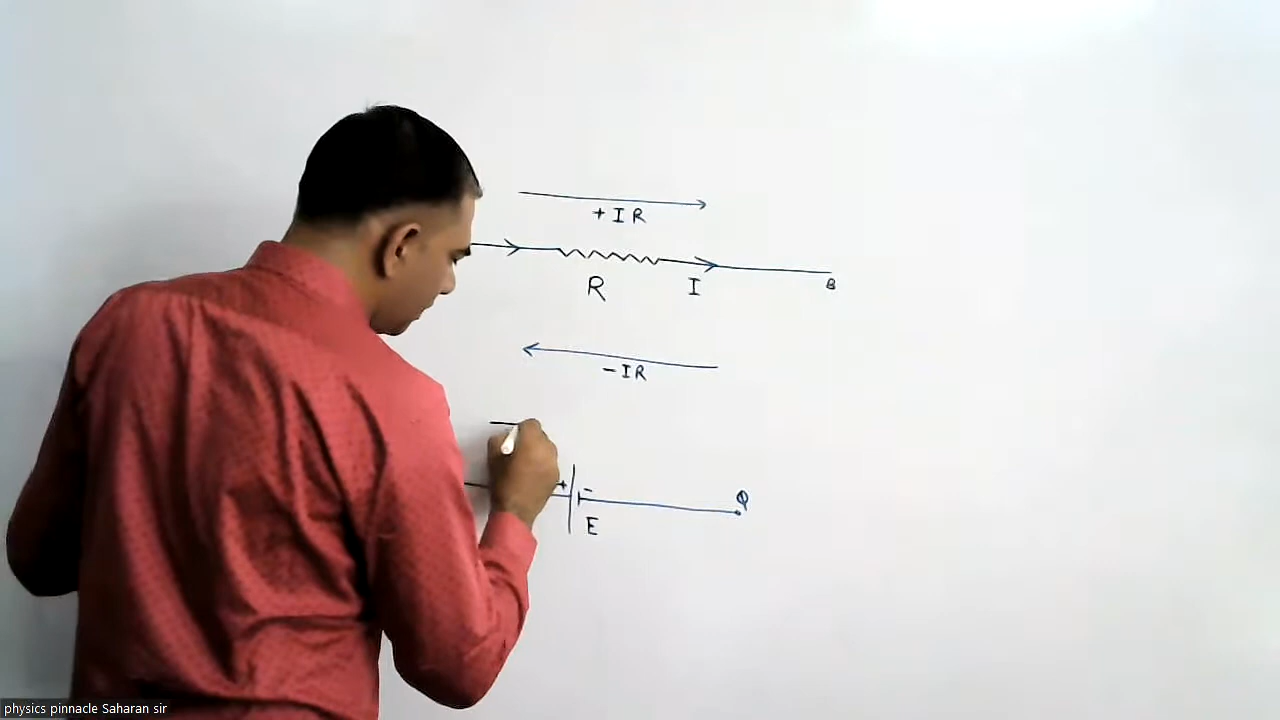 +IR
R I B
-IR
+ - Q
E
physics pinnacle Saharan sir